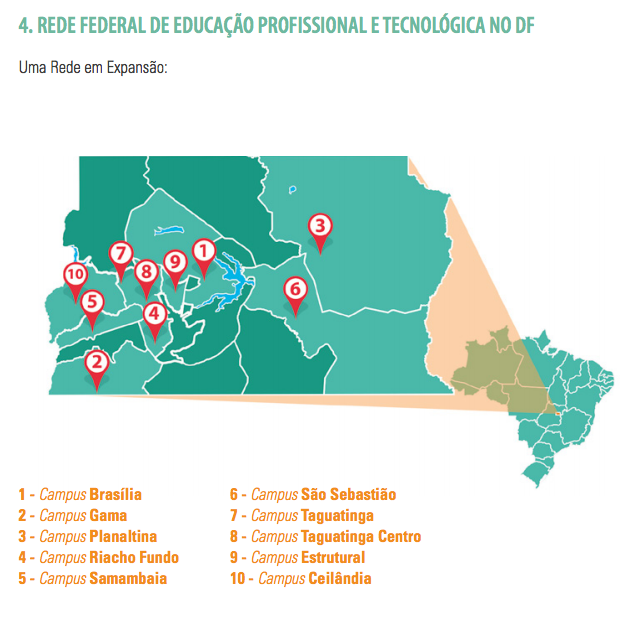 4. REDE FEDERAL DE EDUCAÇÃO PROFISSIONAL E TECNOLÓGICA NO DF
Uma Rede em Expansão:
3
1
7
9
8
10
6
5
4
2
1 - Campus Brasília
2 - Campus Gama
3 - Campus Planaltina
4 - Campus Riacho Fundo
5 - Campus Samambaia
6 - Campus São Sebastião
7 - Campus Taguatinga
8 - Campus Taguatinga Centro
9 - Campus Estrutural
10 - Campus Ceilândia